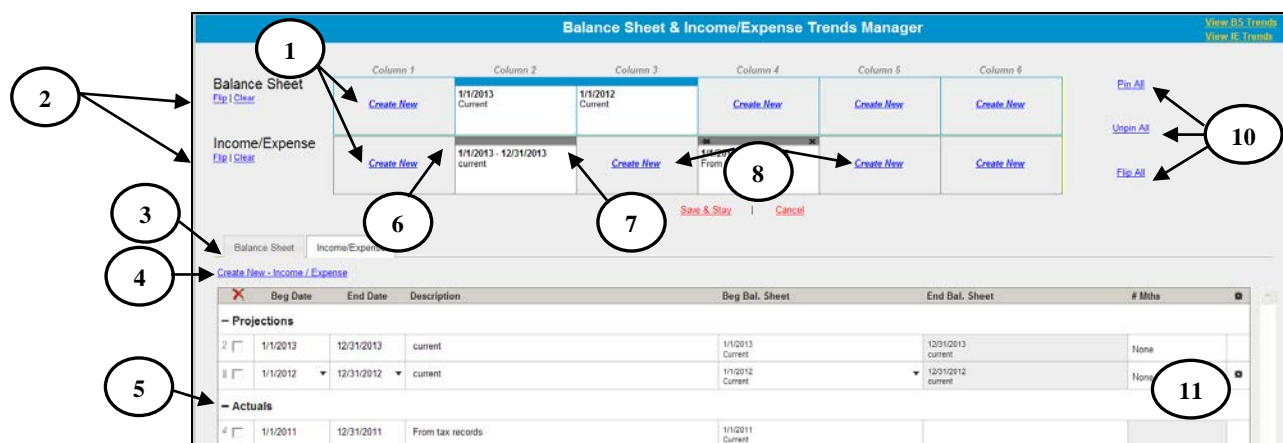 Balance Sheet & Income/Expense Trends Manager
View BS Trends
View IE Trends
1
Column 1 Column 2 Column 3 Column 4 Column 5 Column 6
2
Balance Sheet
Flip | Clear
Create New
1/1/2013
Current
1/1/2012
Current
Create New Create New Create New
Pin All
Unpin All
Flip All
10
Income/Expense
Flip | Clear
Create New
1/1/2013 - 12/31/2013
current
Create New
From
Create New Create New
8
6
7
3
Save & Stay | Cancel
Balance Sheet Income/Expense
4
Create New - Income / Expense
Beg Date End Date Description Beg Bal. Sheet End Bal. Sheet # Mths
– Projections
2 1/1/2013 12/31/2013 current 1/1/2013 Current 12/31/2013 current None
1/1/2012 12/31/2012 current 1/1/2012 Current 12/31/2012 current None
11
5
– Actuals
4 1/1/2011 12/31/2011 From tax records 1/1/2011 Current